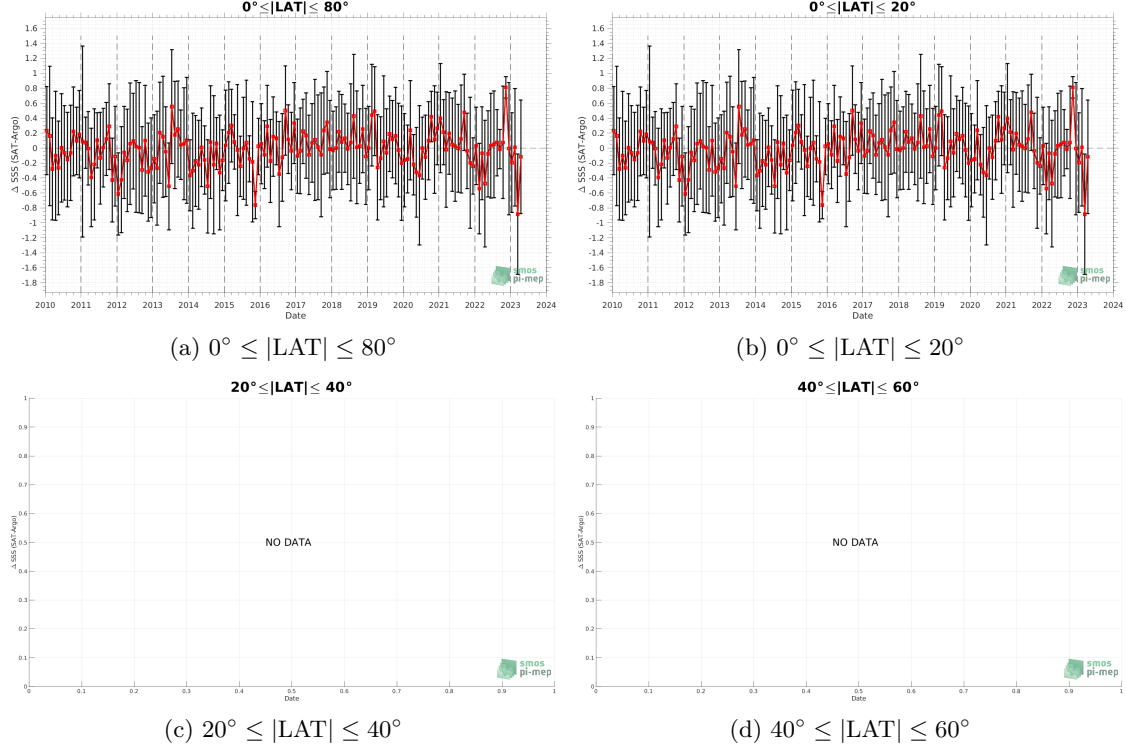 0°≤|LAT|≤ 80°
1.6
1.4
1.2
1
0.8
0.6
0.4
0.2
0
-0.2
-0.4
-0.6
-0.8
-1
-1.2
-1.4
-1.6
-1.8
Δ SSS (SAT-Argo)
2010 2011 2012 2013 2014 2015 2016 2017 2018 2019 2020 2021 2022 2023 2024
Date
smos
pi-mep
(a) 0° ≤ |LAT| ≤ 80°
0°≤|LAT|≤ 20°
1.6
1.4
1.2
1
0.8
0.6
0.4
0.2
0
-0.2
-0.4
-0.6
-0.8
-1
-1.2
-1.4
-1.6
-1.8
Δ SSS (SAT-Argo)
2010 2011 2012 2013 2014 2015 2016 2017 2018 2019 2020 2021 2022 2023 2024
Date
smos
pi-mep
(b) 0° ≤ |LAT| ≤ 20°
20°≤|LAT|≤ 40°
1
0.9
0.8
0.7
0.6
0.5
0.4
0.3
0.2
0.1
0
Δ SSS (SAT-Argo)
NO DATA
0 0.1 0.2 0.3 0.4 0.5 0.6 0.7 0.8 0.9 1
Date
smos
pi-mep
(c) 20° ≤ |LAT| ≤ 40°
40°≤|LAT|≤ 60°
1
0.9
0.8
0.7
0.6
0.5
0.4
0.3
0.2
0.1
0
Δ SSS (SAT-Argo)
NO DATA
0 0.1 0.2 0.3 0.4 0.5 0.6 0.7 0.8 0.9 1
Date
smos
pi-mep
(d) 40° ≤ |LAT| ≤ 60°